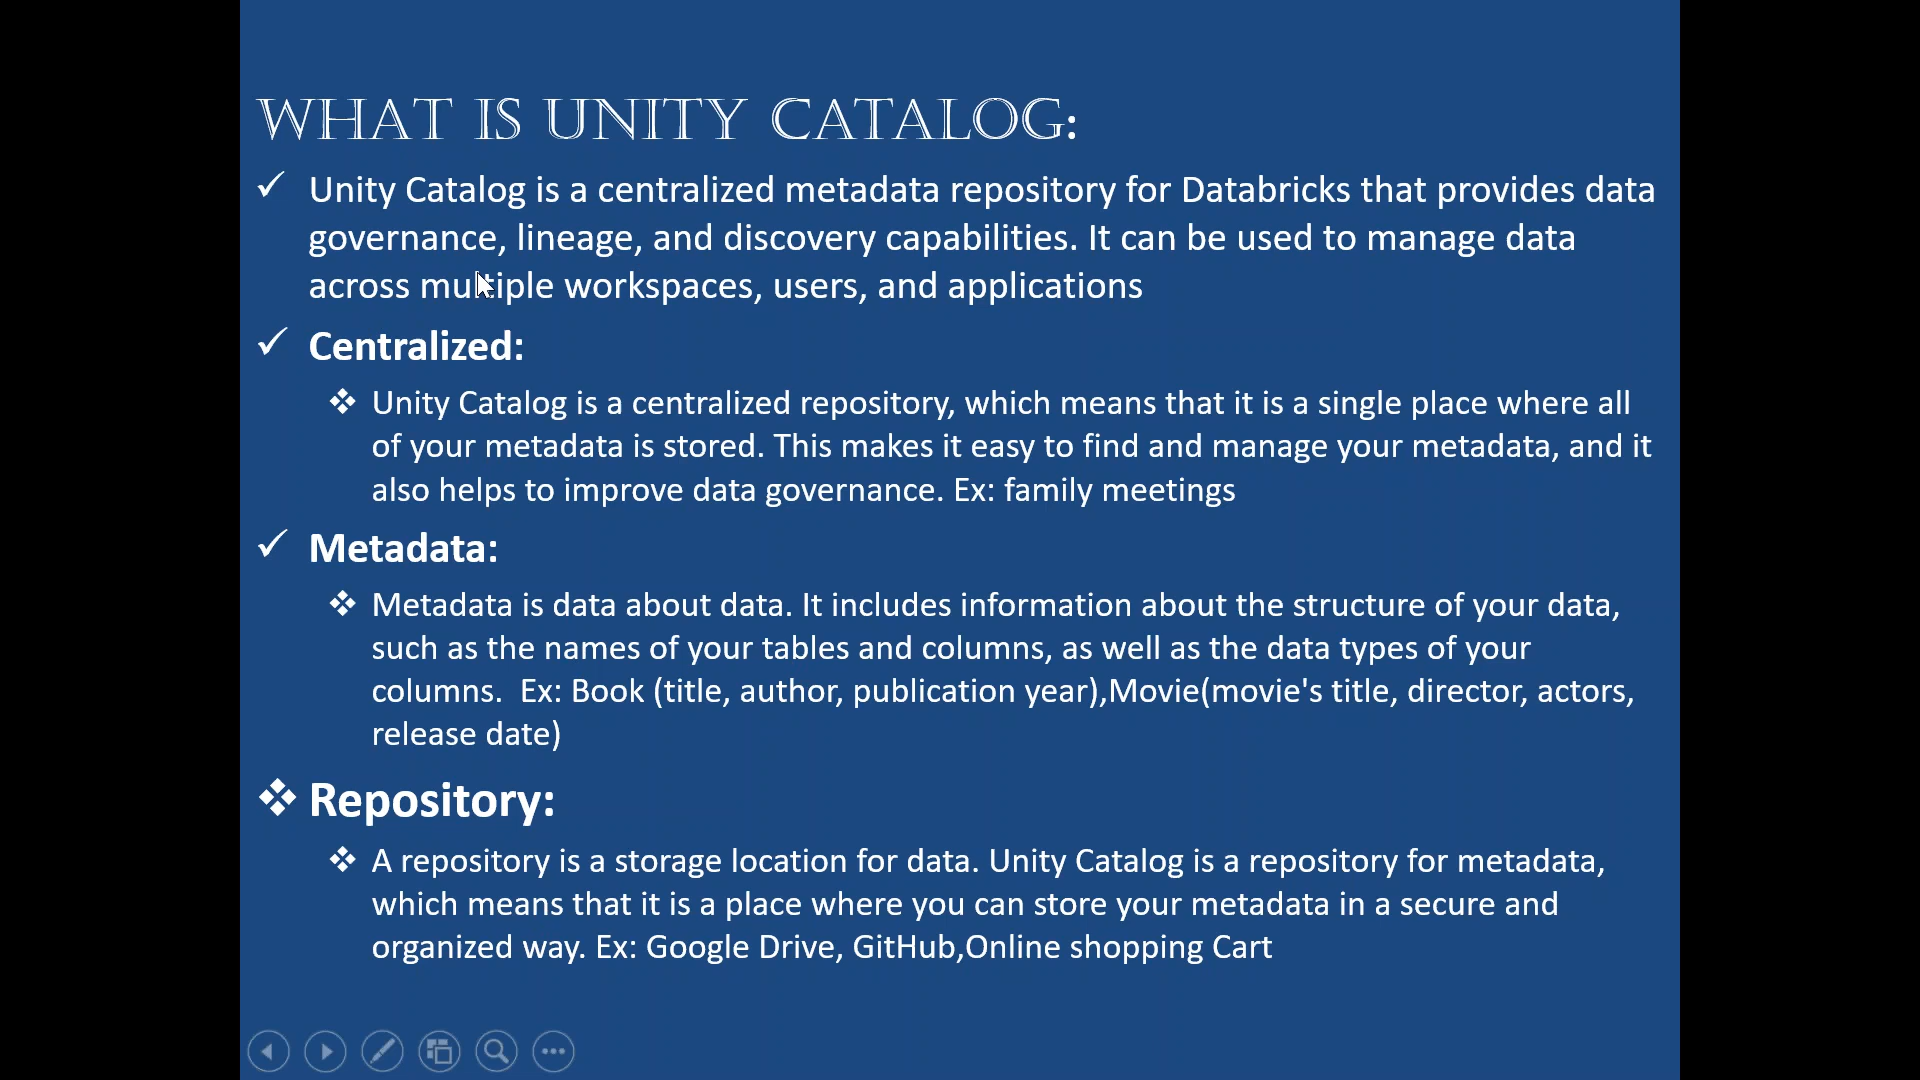 WHAT IS UNITY CATALOG:
Unity Catalog is a centralized metadata repository for Databricks that provides data
governance, lineage, and discovery capabilities. It can be used to manage data
across multiple workspaces, users, and applications
Centralized:
Unity Catalog is a centralized repository, which means that it is a single place where all
of your metadata is stored. This makes it easy to find and manage your metadata, and it
also helps to improve data governance. Ex: family meetings
Metadata:
Metadata is data about data. It includes information about the structure of your data,
such as the names of your tables and columns, as well as the data types of your
columns.  Ex: Book (title, author, publication year),Movie(movie's title, director, actors,
release date)
Repository:
A repository is a storage location for data. Unity Catalog is a repository for metadata,
which means that it is a place where you can store your metadata in a secure and
organized way. Ex: Google Drive, GitHub,Online shopping Cart